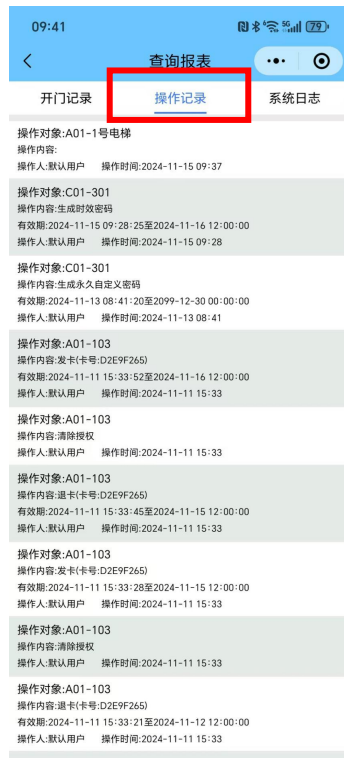 09:41
5G
79
查询报表
开门记录 操作记录 系统日志
操作对象:A01-1号电梯
操作内容:
操作人:默认用户 操作时间:2024-11-15 09:37
操作对象:C01-301
操作内容:生成时效密码
有效期:2024-11-15 09:28:25至2024-11-16 12:00:00
操作人:默认用户 操作时间:2024-11-15 09:28
操作对象:C01-301
操作内容:生成永久自定义密码
有效期:2024-11-13 08:41:20至2099-12-30 00:00:00
操作人:默认用户 操作时间:2024-11-13 08:41
操作对象:A01-103
操作内容:发卡(卡号:D2E9F265)
有效期:2024-11-11 15:33:52至2024-11-16 12:00:00
操作人:默认用户 操作时间:2024-11-11 15:33
操作对象:A01-103
操作内容:清除授权
操作人:默认用户 操作时间:2024-11-11 15:33
操作对象:A01-103
操作内容:退卡(卡号:D2E9F265)
有效期:2024-11-11 15:33:45至2024-11-15 12:00:00
操作人:默认用户 操作时间:2024-11-11 15:33
操作对象:A01-103
操作内容:发卡(卡号:D2E9F265)
有效期:2024-11-11 15:33:28至2024-11-15 12:00:00
操作人:默认用户 操作时间:2024-11-11 15:33
操作对象:A01-103
操作内容:清除授权
操作人:默认用户 操作时间:2024-11-11 15:33
操作对象:A01-103
操作内容:退卡(卡号:D2E9F265)
有效期:2024-11-11 15:33:21至2024-11-12 12:00:00
操作人:默认用户 操作时间:2024-11-11 15:33